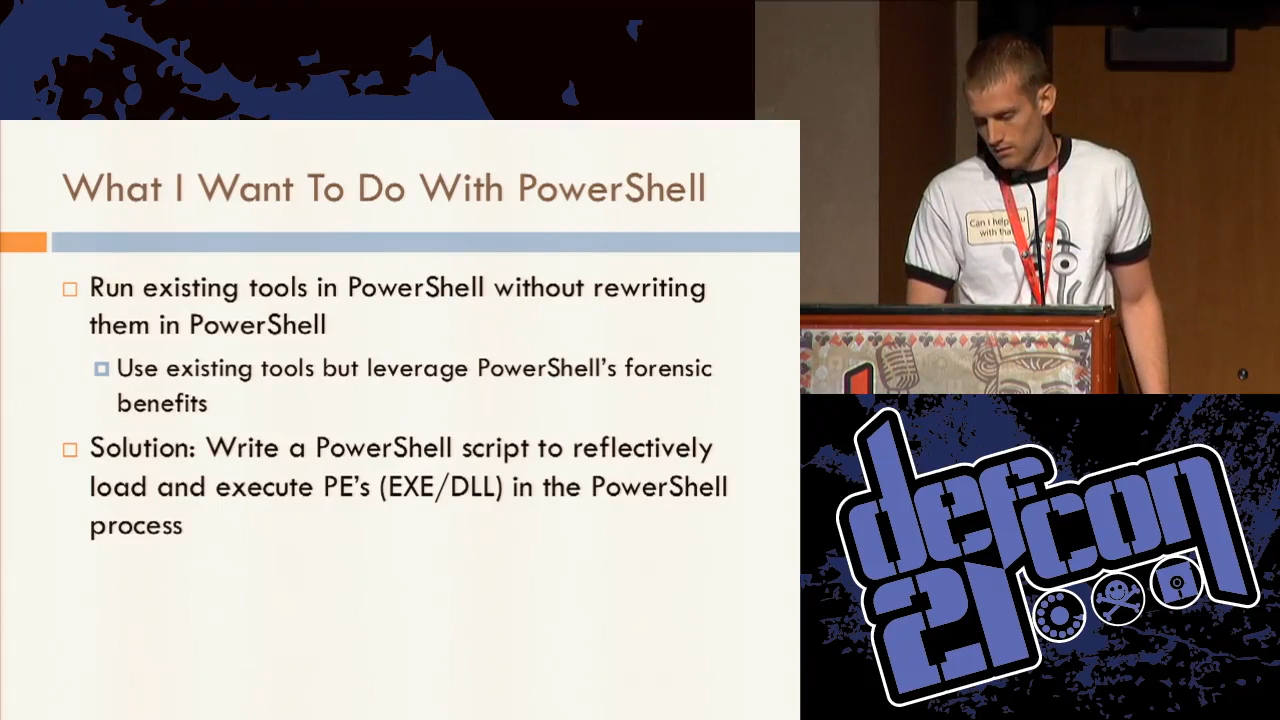 What I Want To Do With PowerShell
Run existing tools in PowerShell without rewriting
them in PowerShell
Use existing tools but leverage PowerShell's forensic
benefits
Solution: Write a PowerShell script to reflectively
load and execute PE's (EXE/DLL) in the PowerShell
process
Can I help you
with that
defcon
21